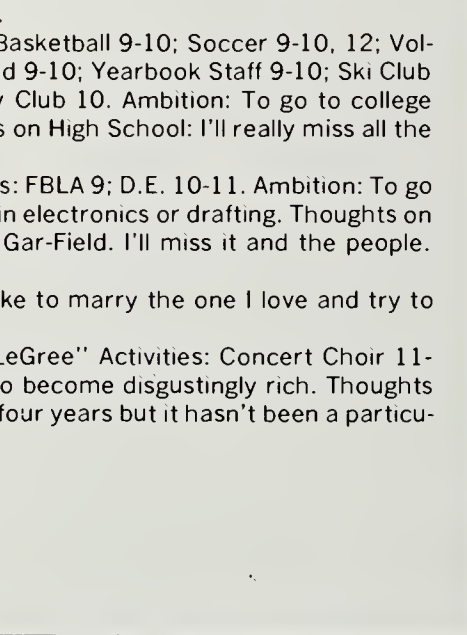 Basketball 9-10; Soccer 9-10, 12; Vol-
d 9-10; Yearbook Staff 9-10; Ski Club
Club 10. Ambition: To go to college
s on High School: I'll really miss all the
s: FBLA 9; D.E. 10-11. Ambition: To go
in electronics or drafting. Thoughts on
Gar-Field. I'll miss it and the people.
ke to marry the one I love and try to
LeGree" Activities: Concert Choir 11-
o become disgustingly rich. Thoughts
four years but it hasn't been a particu-